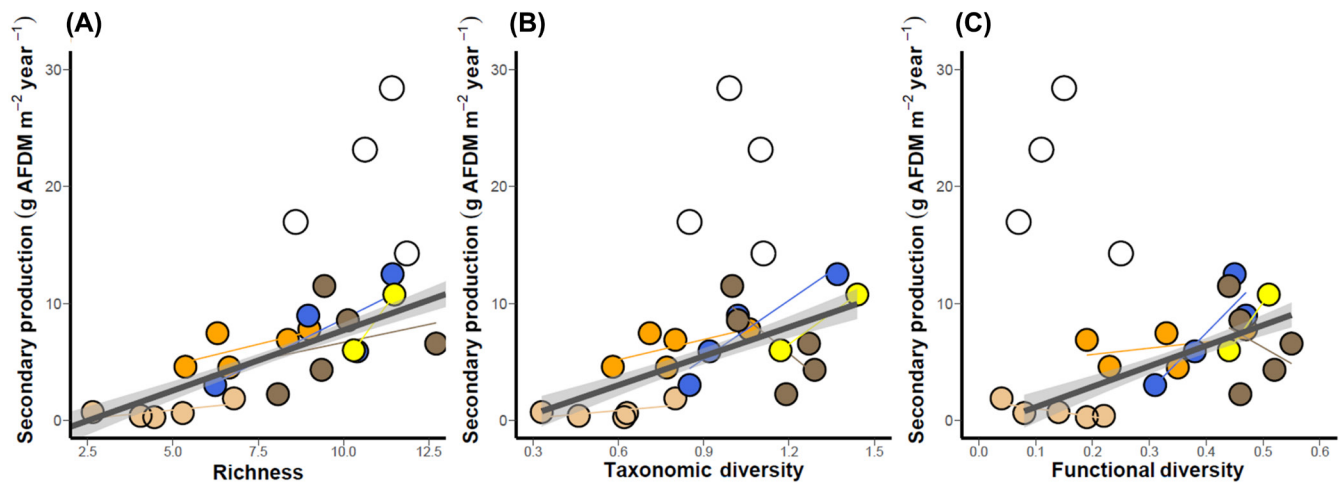 (A)
Secondary production (g AFDM m⁻² year⁻¹)
30
20
10
0
2.5 5.0 7.5 10.0 12.5
Richness
(B)
Secondary production (g AFDM m⁻² year⁻¹)
30
20
10
0
0.3 0.6 0.9 1.2 1.5
Taxonomic diversity
(C)
Secondary production (g AFDM m⁻² year⁻¹)
30
20
10
0
0.0 0.1 0.2 0.3 0.4 0.5 0.6
Functional diversity